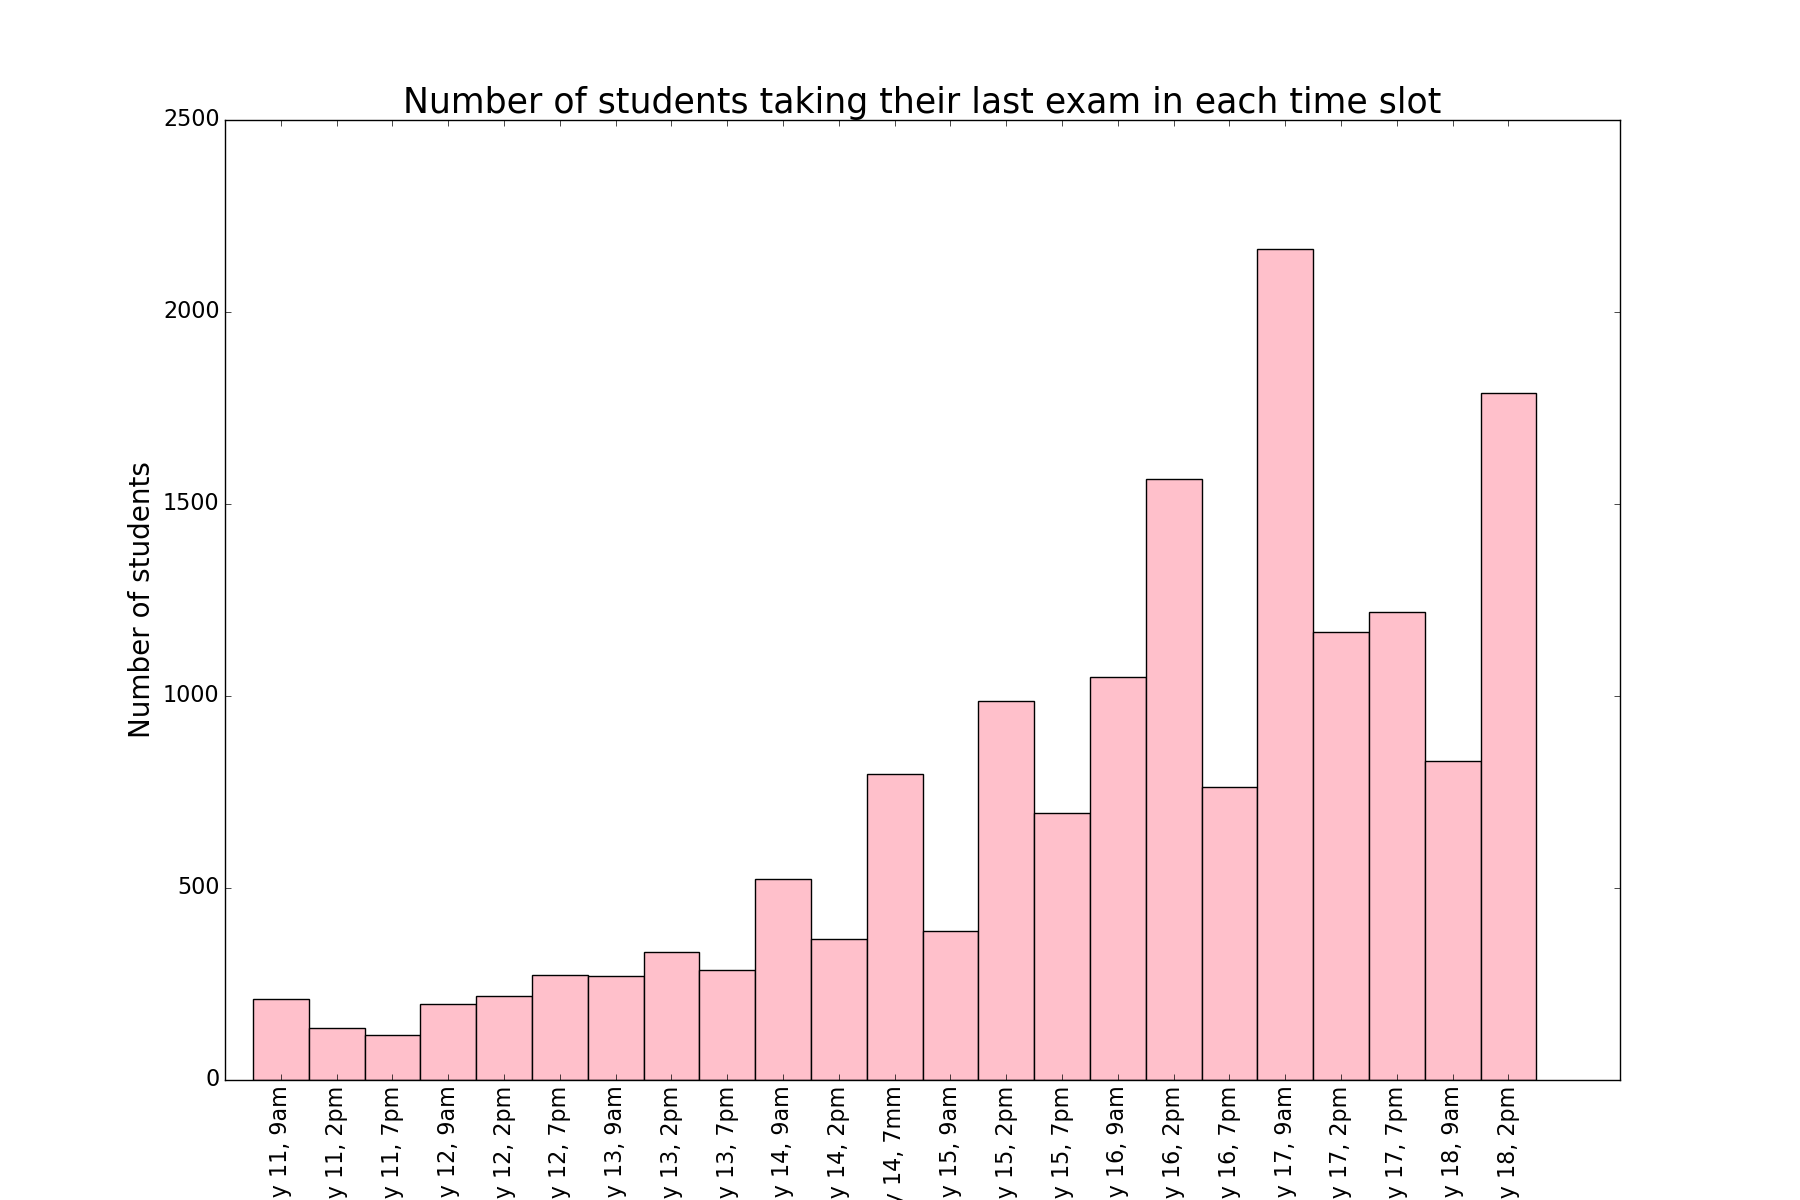 Number of students taking their last exam in each time slot
Number of students
2500
2000
1500
1000
500
0
y 11, 9am
y 11, 2pm
y 11, 7pm
y 12, 9am
y 12, 2pm
y 12, 7pm
y 13, 9am
y 13, 2pm
y 13, 7pm
y 14, 9am
y 14, 2pm
y 14, 7mm
y 15, 9am
y 15, 2pm
y 15, 7pm
y 16, 9am
y 16, 2pm
y 16, 7pm
y 17, 9am
y 17, 2pm
y 17, 7pm
y 18, 9am
y 18, 2pm